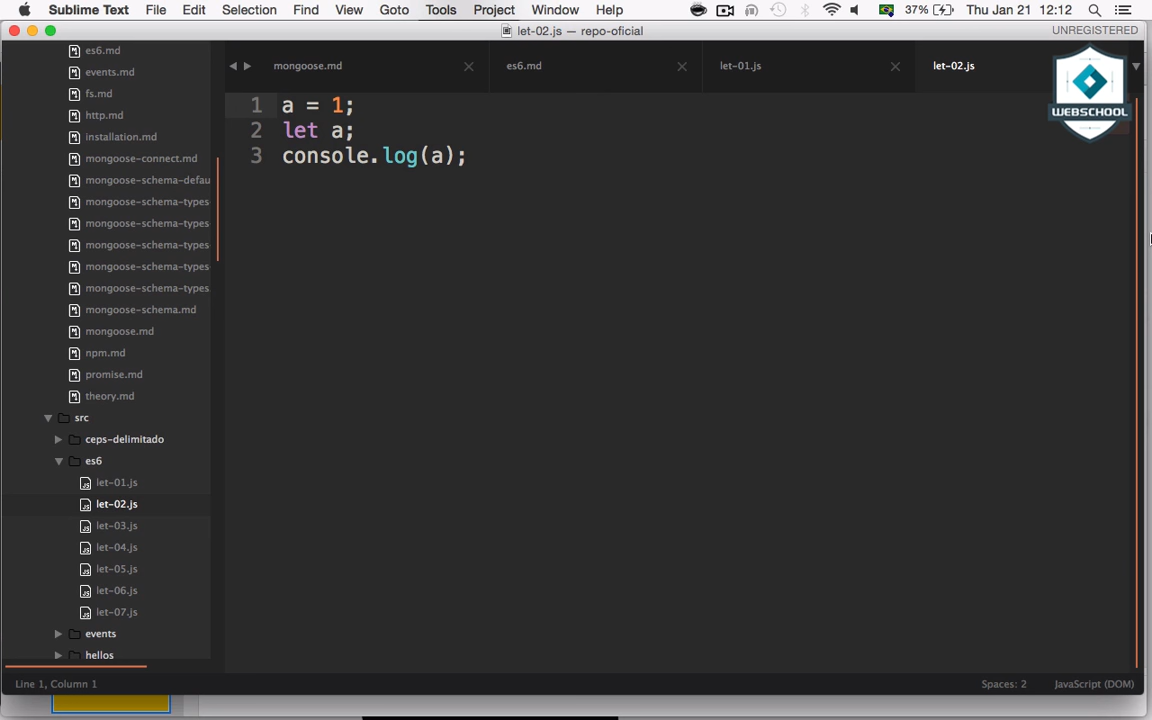 Sublime Text File Edit Selection Find View Goto Tools Project Window Help 37% Thu Jan 21 12:12
let-02.js — repo-oficial UNREGISTERED
mongoose.md es6.md let-01.js let-02.js
WEBSCHOOL
es6.md
events.md
fs.md
http.md
installation.md
mongoose-connect.md
mongoose-schema-defau
mongoose-schema-types
mongoose-schema-types
mongoose-schema-types
mongoose-schema-types
mongoose-schema-types
mongoose-schema.md
mongoose.md
npm.md
promise.md
theory.md
src
ceps-delimitado
es6
let-01.js
let-02.js
let-03.js
let-04.js
let-05.js
let-06.js
let-07.js
events
hellos
1 a = 1;
2 let a;
3 console.log(a);
Line 1, Column 1 Spaces: 2 JavaScript (DOM)